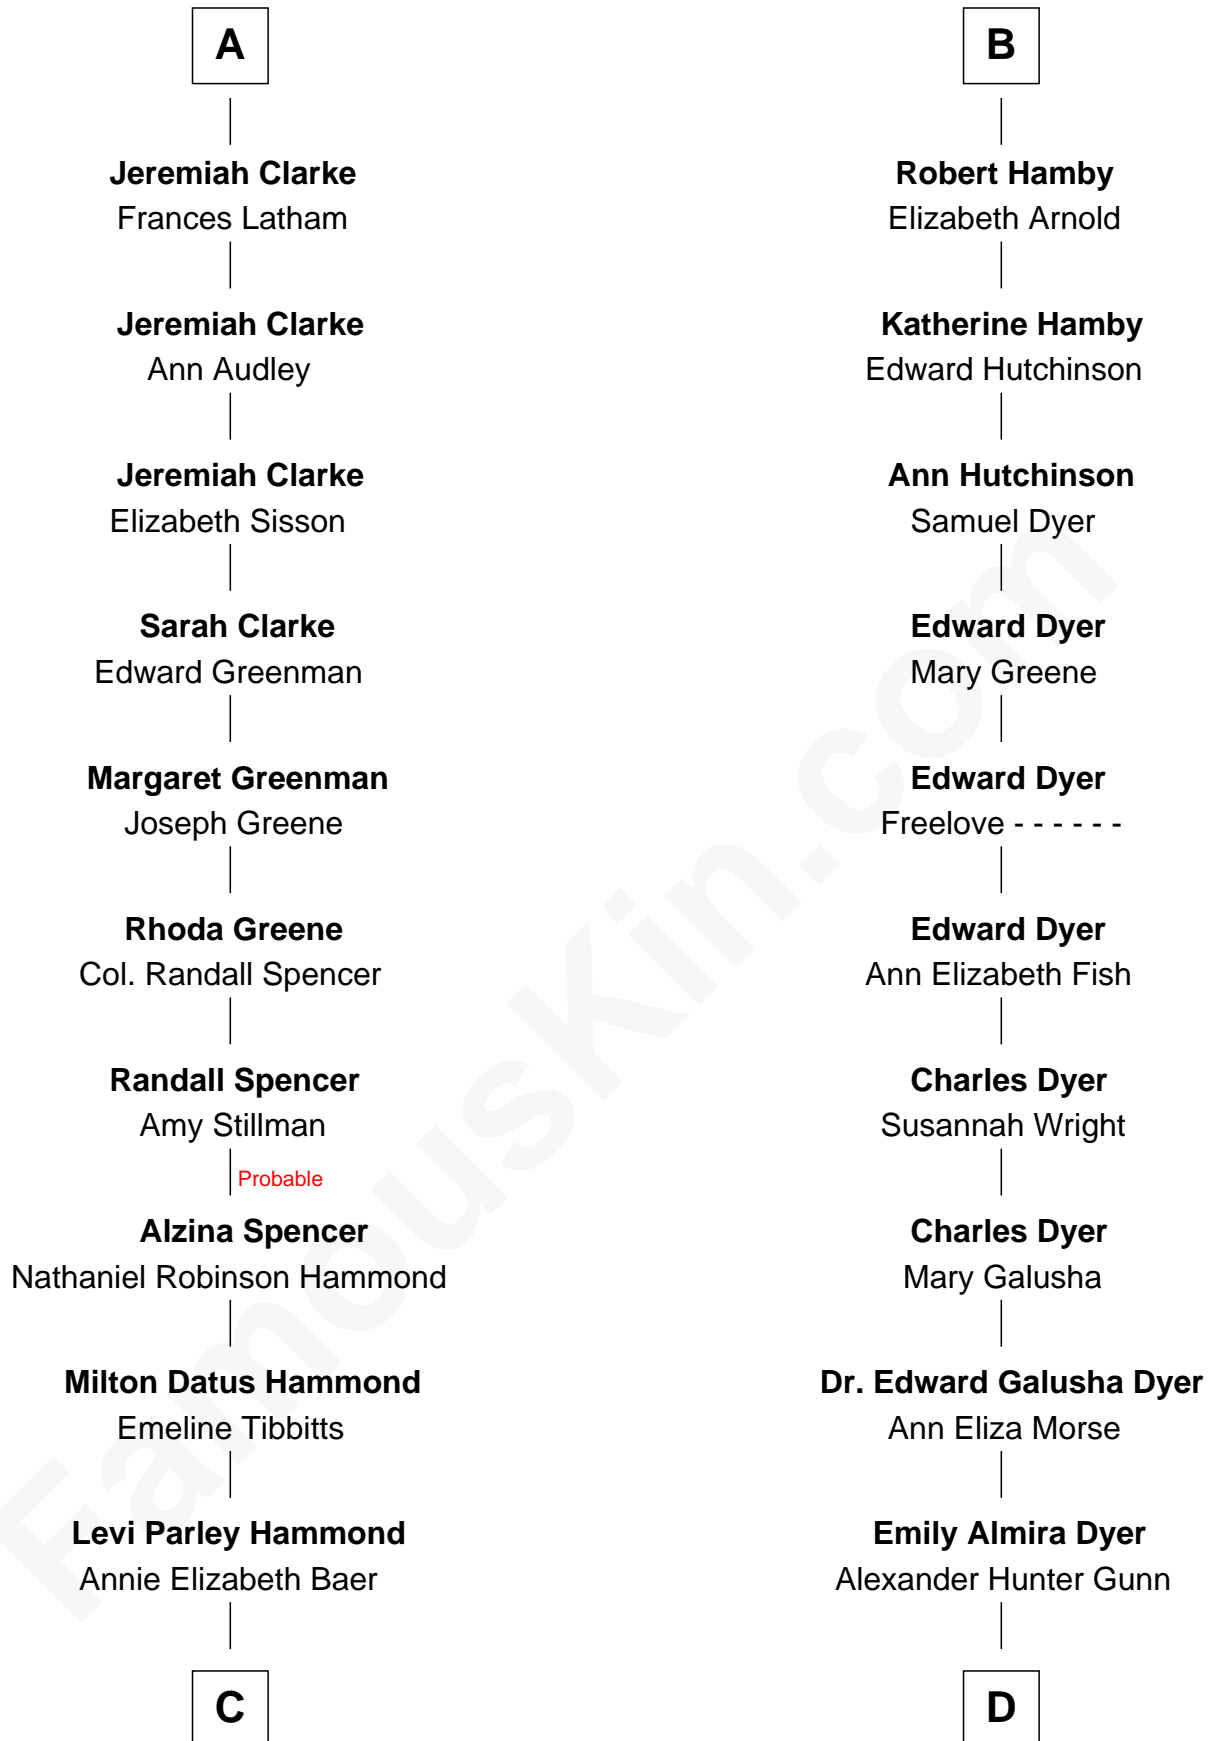 A
Jeremiah Clarke
Frances Latham
Jeremiah Clarke
Ann Audley
Jeremiah Clarke
Elizabeth Sisson
Sarah Clarke
Edward Greenman
Margaret Greenman
Joseph Greene
Rhoda Greene
Col. Randall Spencer
Randall Spencer
Amy Stillman
Probable
Alzina Spencer
Nathaniel Robinson Hammond
Milton Datus Hammond
Emeline Tibbitts
Levi Parley Hammond
Annie Elizabeth Baer
C
B
Robert Hamby
Elizabeth Arnold
Katherine Hamby
Edward Hutchinson
Ann Hutchinson
Samuel Dyer
Edward Dyer
Mary Greene
Edward Dyer
Freelove - - - - - -
Edward Dyer
Ann Elizabeth Fish
Charles Dyer
Susannah Wright
Charles Dyer
Mary Galusha
Dr. Edward Galusha Dyer
Ann Eliza Morse
Emily Almira Dyer
Alexander Hunter Gunn
D
FamousKin.com